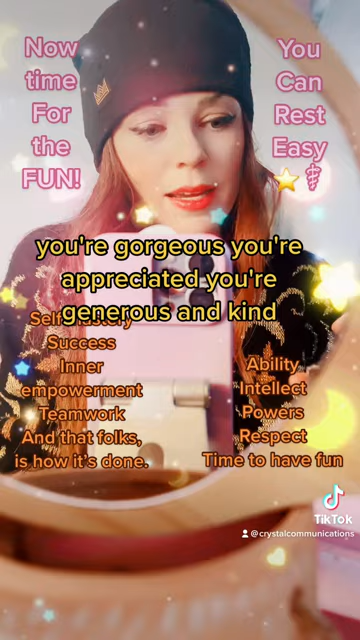 Now
time
For
the
FUN!
You
Can
Rest
Easy
you're gorgeous you're
appreciated you're
generous and kind
Self Mastery
Success
Inner
empowerment
Teamwork
And that folks,
is how it's done.
Ability
Intellect
Powers
Respect
Time to have fun
TikTok
@crystalcommunications